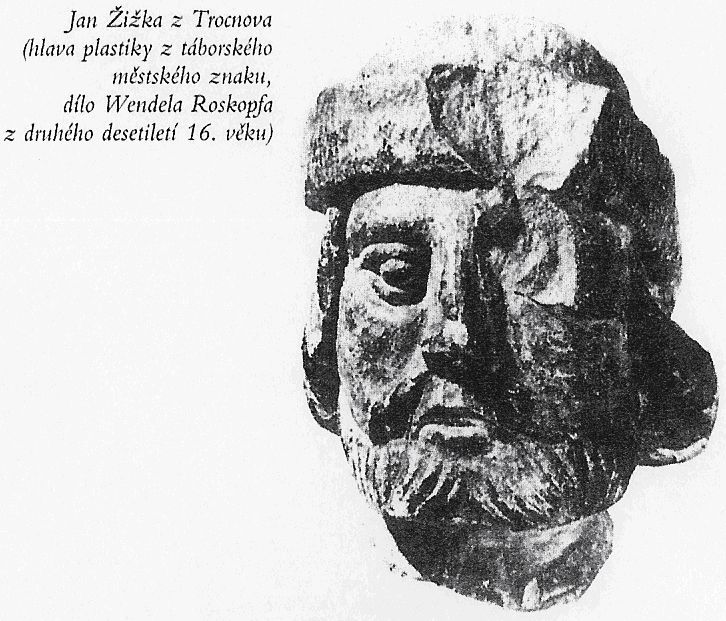 Jan Žižka z Trocnova
(hlava plastiky z táborského
městského znaku,
dílo Wendela Roskopfa
z druhého desetiletí 16. věku)